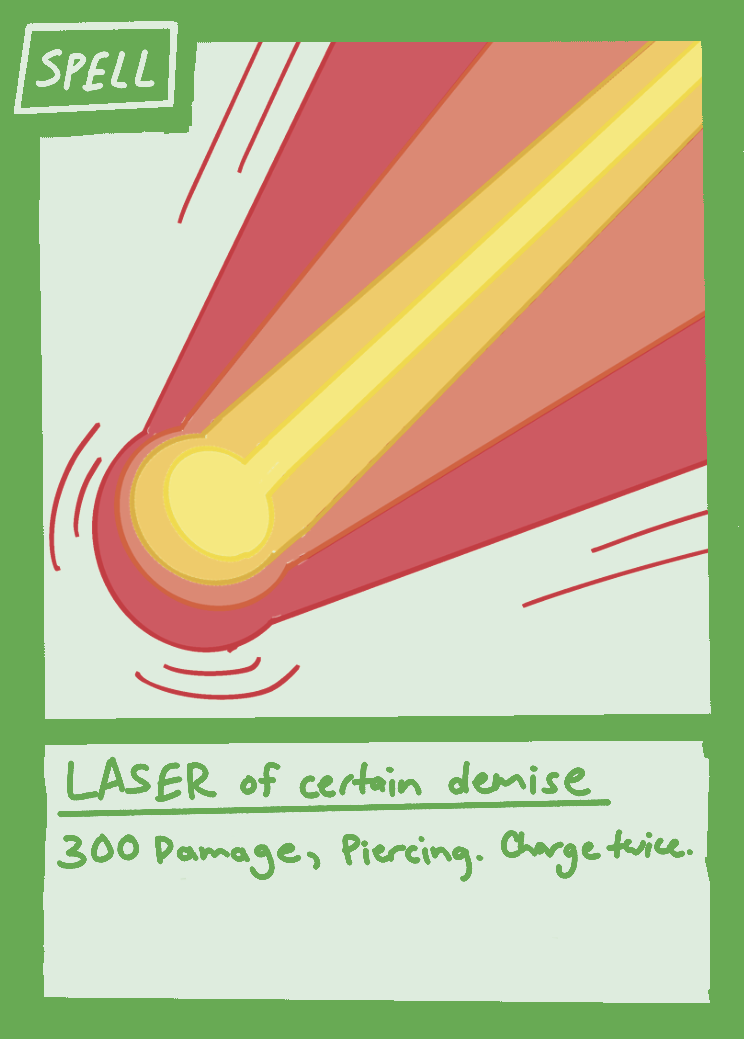 SPELL
LASER of certain demise
300 Damage, Piercing. Charge twice.